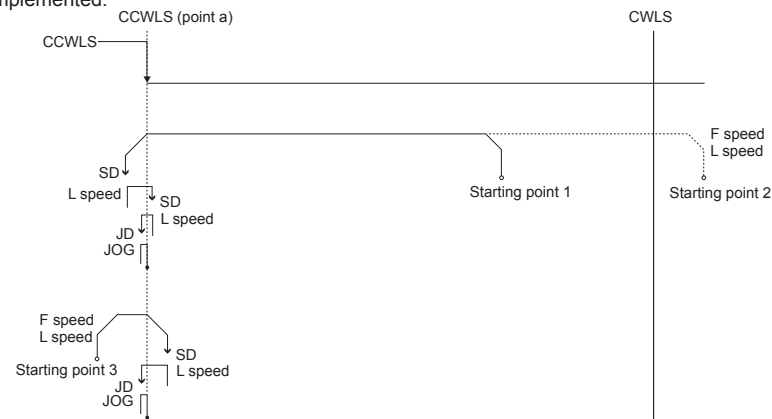 mplemented.
CCWLS (point a)
CWLS
CCWLS
F speed
L speed
SD
Starting point 1
Starting point 2
L speed
SD
L speed
JD
JOG
F speed
L speed
SD
Starting point 3
L speed
JD
JOG